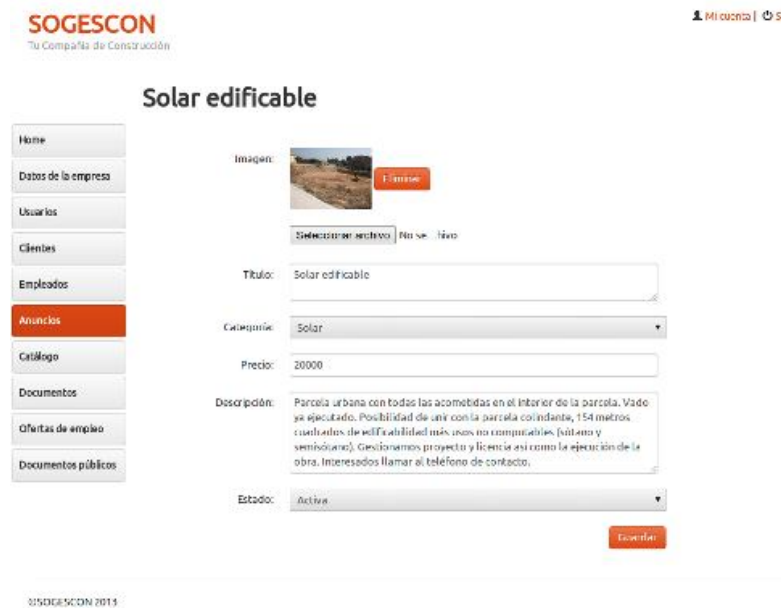 SOGESCON
Tu Compañía de Construcción
Mi cuenta | S
Solar edificable
Home
Datos de la empresa
Usuarios
Clientes
Empleados
Anuncios
Catálogo
Documentos
Ofertas de empleo
Documentos públicos
Imagen:
Eliminar
Seleccionar archivo No se hivo
Título:
Solar edificable
Categoría:
Solar
Precio:
20000
Descripción:
Parcela urbana con todas las acometidas en el interior de la parcela. Vado
ya ejecutado. Posibilidad de unir con la parcela colindante, 154 metros
cuadrados de edificabilidad más usos no computables (sótano y
semisótano). Gestionamos proyecto y licencia así como la ejecución de la
obra. Interesados llamar al teléfono de contacto.
Estado:
Activa
Guardar
©SOGESCON 2013